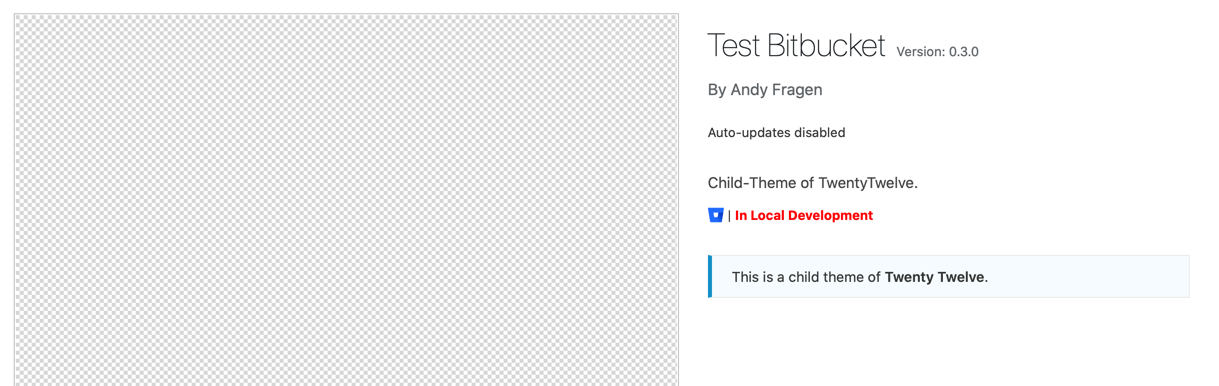 Test Bitbucket Version: 0.3.0
By Andy Fragen
Auto-updates disabled
Child-Theme of TwentyTwelve.
| In Local Development
This is a child theme of Twenty Twelve.